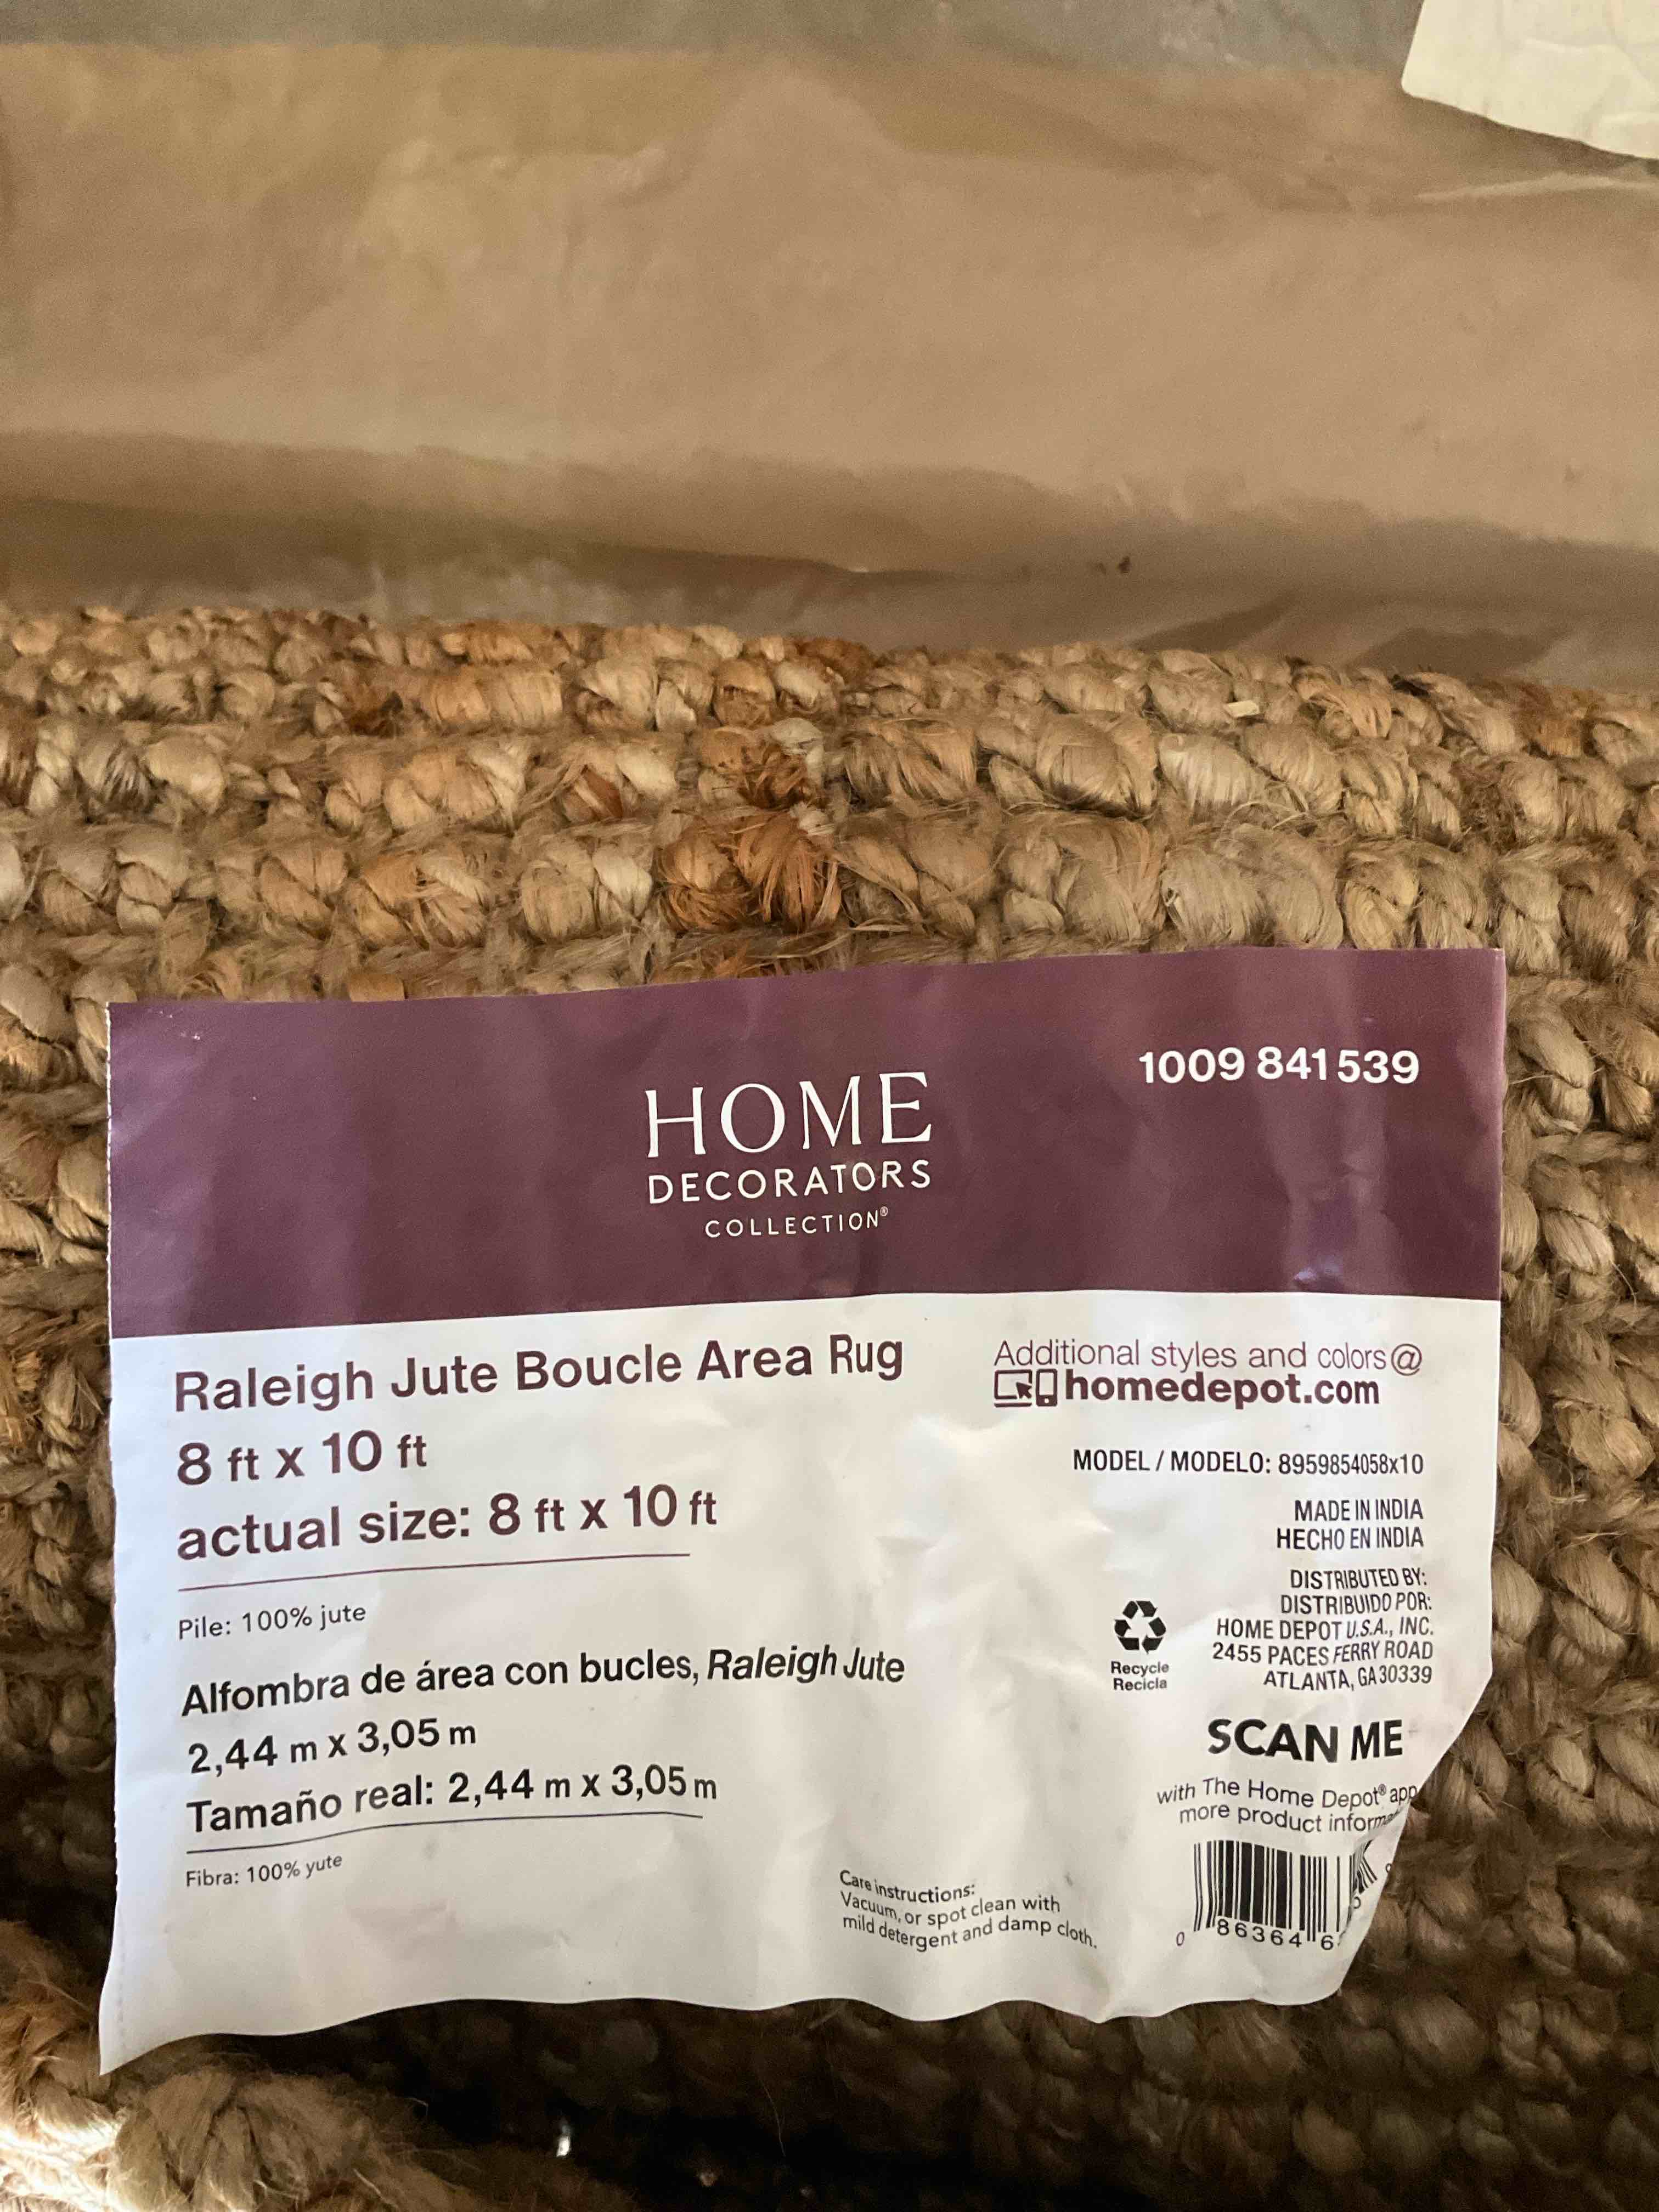 1009 841 539
HOME
DECORATORS
COLLECTION®
Raleigh Jute Boucle Area Rug
8 ft x 10 ft
actual size: 8 ft x 10 ft
Pile: 100% jute
Alfombra de área con bucles, Raleigh Jute
2,44 m x 3,05 m
Tamaño real: 2,44 m x 3,05 m
Fibra: 100% yute
Additional styles and colors@
homedepot.com
MODEL / MODELO: 8959854058x10
MADE IN INDIA
HECHO EN INDIA
DISTRIBUTED BY:
DISTRIBUIDO POR:
HOME DEPOT U.S.A., INC.
2455 PACES FERRY ROAD
ATLANTA, GA 30339
Recycle
Recicla
SCAN ME
with The Home Depot® app
more product
Care instructions:
Vacuum, or spot clean with
mild detergent and damp cloth.
0 86364 6